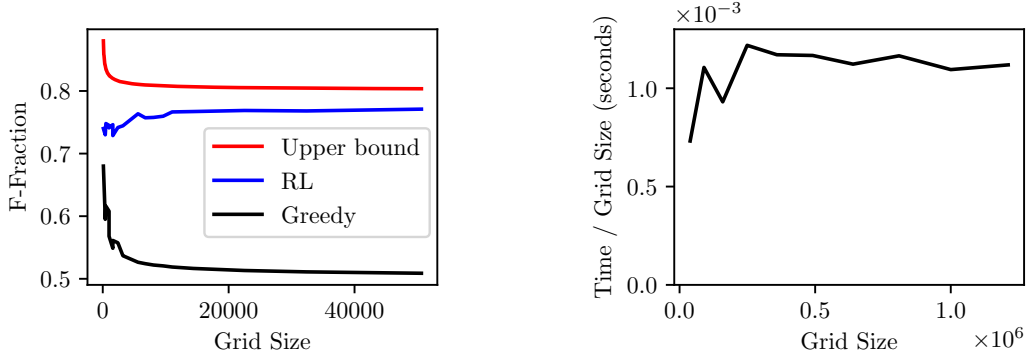 F-Fraction
0.8
0.7
0.6
0.5
Upper bound
RL
Greedy
0
20000
40000
Grid Size
×10⁻³
Time / Grid Size (seconds)
1.0
0.5
0.0
0.0
0.5
1.0
Grid Size
×10⁶